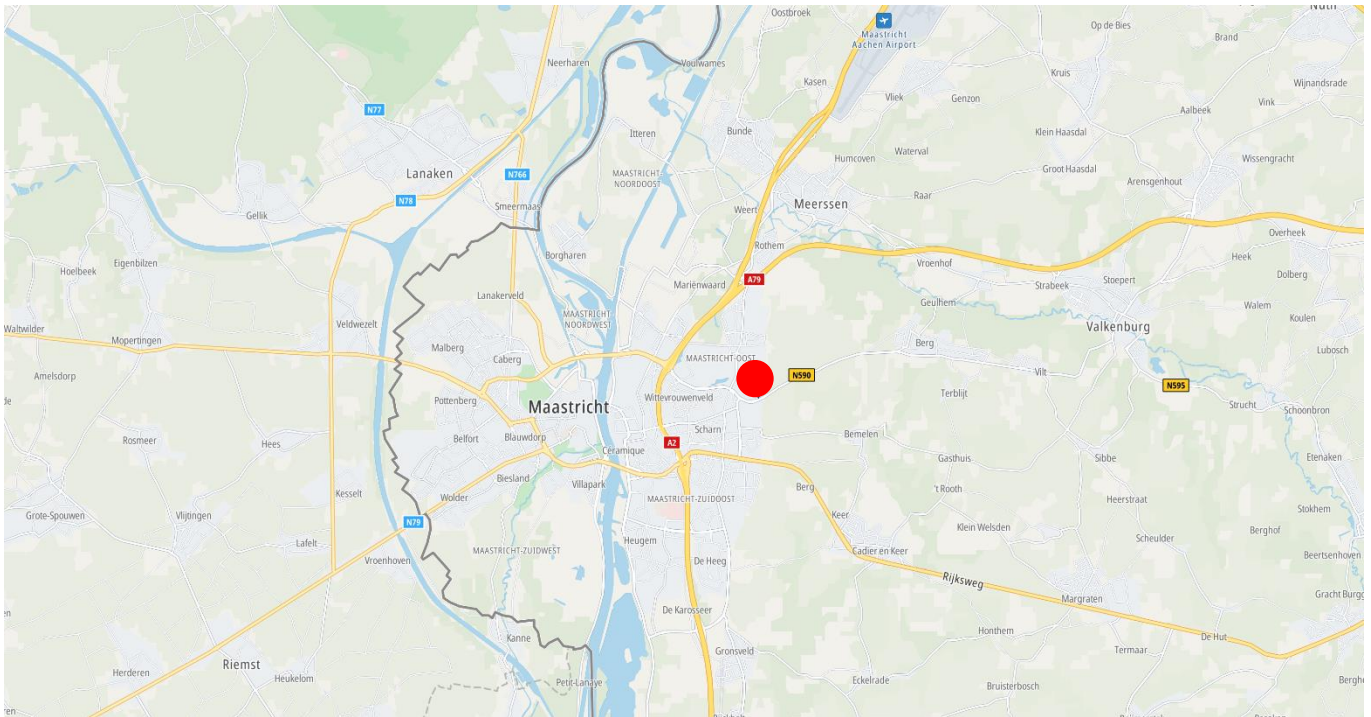 Oostbroek
Nuth
Op de Bies
Brand
Maastricht
Aachen Airport
Neerharen
Voulwames
Kasen
Kruis
Wijnandsrade
Vliek
Genzon
Aalbeek
Vink
N77
Itteren
Bunde
Klein Haasdal
Waterval
Humcoven
Wissengracht
Lanaken
N766
MAASTRICHT
NOORDOOST
Groot Haasdal
Arensgenhout
Raar
N78
Smeermaas
Weert
Meerssen
Gellik
Overheek
Rothem
Borgharen
Vroenhof
Heek
Hoelbeek
Eigenbilzen
Dolberg
Mariënwaard
A79
Strabeek
Stoepert
Lanakerveld
Geulhem
Walem
MAASTRICHT
NOORDWEST
Koulen
Waltwilder
Veldwezelt
Valkenburg
Mopertingen
Malberg
Berg
Lubosch
Caberg
MAASTRICHT-OOST
Amelsdorp
N590
Vilt
N595
Pottenberg
Wittevrouwenveld
Terblijt
Maastricht
Strucht
Schoonbron
Scharn
Rosmeer
Hees
Belfort
Blauwdorp
A2
Bemelen
Ceramique
Gasthuis
Sibbe
Etenaken
Biesland
Villapark
Berg
't Rooth
Kesselt
Wolder
MAASTRICHT-ZUIDOOST
Heerstraat
Stokhem
Grote-Spouwen
Vlijtingen
N79
Keer
Klein Welsden
Berghof
Lafelt
Heugem
Scheulder
MAASTRICHT-ZUIDWEST
Cadier en Keer
Beertsenhoven
Vroenhoven
De Heeg
Rijksweg
Margraten
Gracht Burgg
De Karosseer
Honthem
De Hut
Kanne
Gronsveld
Termaar
Riemst
Herderen
Heukelom
Eckelrade
Petit-Lanaye
Bruisterbosch